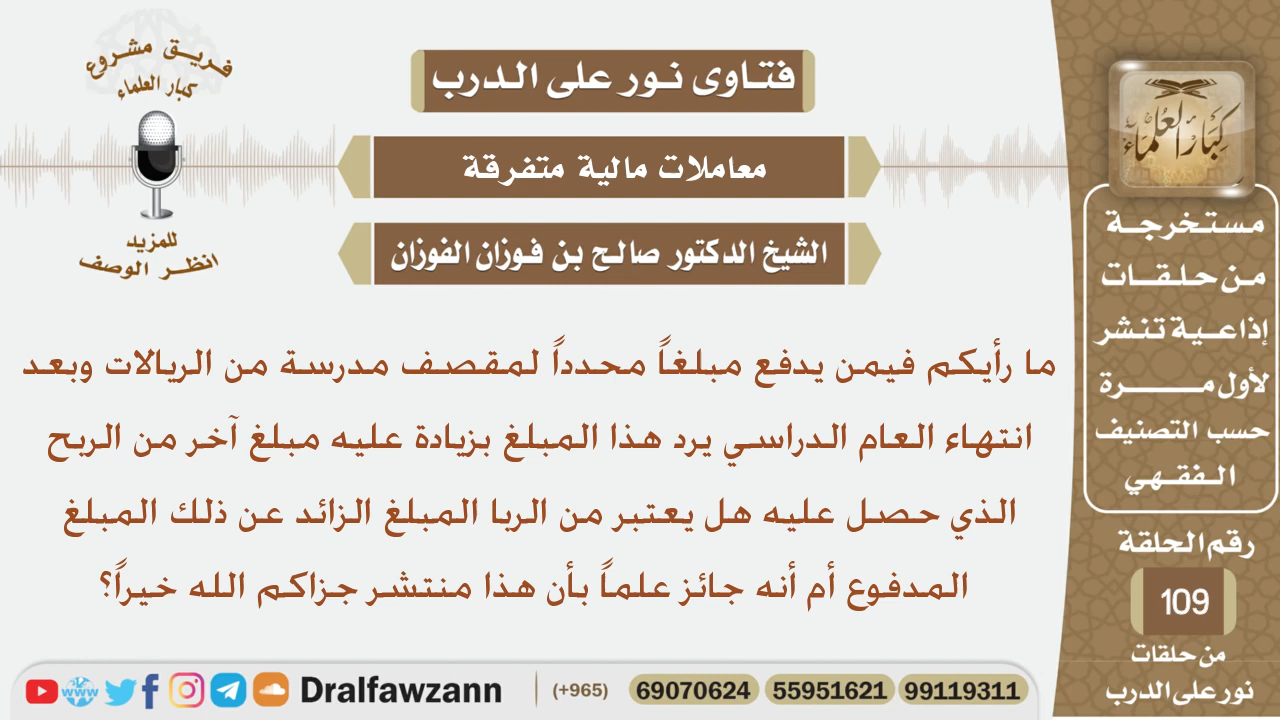 فتاوى نور على الدرب
معاملات مالية متفرقة
الشيخ الدكتور صالح بن فوزان الفوزان
ما رأيكم فيمن يدفع مبلغاً محدداً لمقصف مدرسة من الريالات وبعد
انتهاء العام الدراسي يرد هذا المبلغ بزيادة عليه مبلغ آخر من الربح
الذي حصل عليه هل يعتبر من الربا المبلغ الزائد عن ذلك المبلغ
المدفوع أم أنه جائز علماً بأن هذا منتشر جزاكم الله خيراً؟
كبار العلماء
مستخرجة
من حلقات
إذاعية تنشر
لأول مرة
حسب التصنيف
الفقهي
رقم الحلقة
109
من حلقات
نور على الدرب
فريق مشروع
كبار العلماء
للمزيد
انظر الوصف
www
Dralfawzann (+965) 69070624 55951621 99119311